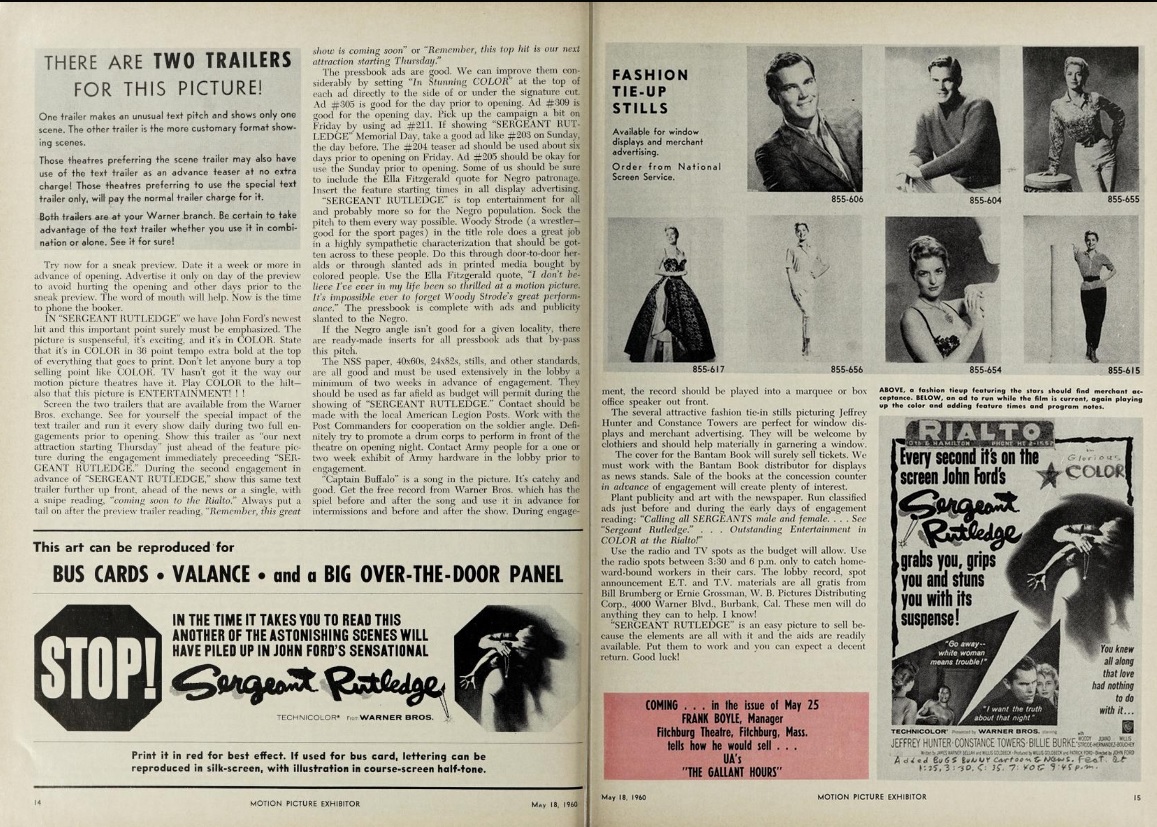 THERE ARE TWO TRAILERS
FOR THIS PICTURE!
One trailer makes an unusual text pitch and shows only one
scene. The other trailer is the more customary format show-
ing scenes.
Those theatres preferring the scene trailer may also have
use of the text trailer as an advance teaser at no extra
charge! Those theatres preferring to use the special text
trailer only, will pay the normal trailer charge for it.
Both trailers are at your Warner branch. Be certain to take
advantage of the text trailer whether you use it in combi-
nation or alone. See it for sure!
Try now for a sneak preview. Date it a week or more in
advance of opening. Advertise it only on day of the preview
to avoid hurting the opening and other days prior to the
sneak preview. The word of mouth will help. Now is the time
to phone the booker.
IN "SERGEANT RUTLEDGE" we have John Ford's newest
hit and this important point surely must be emphasized. The
picture is suspenseful, it's exciting, and it's in COLOR. State
that it's in COLOR in 36 point tempo extra bold at the top
of everything that goes to print. Don't let anyone bury a top
selling point like COLOR. TV hasn't got it the way our
motion picture theatres have it. Play COLOR to the hilt—
also that this picture is ENTERTAINMENT! ! !
Screen the two trailers that are available from the Warner
Bros. exchange. See for yourself the special impact of the
text trailer and run it every show daily during two full en-
gagements prior to opening. Show this trailer as "our next
attraction starting Thursday" just ahead of the feature pic-
ture during the engagement immediately preceeding "SER-
GEANT RUTLEDGE." During the second engagement in
advance of "SERGEANT RUTLEDGE," show this same text
trailer further up front, ahead of the news or a single, with
a snipe reading, "coming soon to the Rialto." Always put a
tail on after the preview trailer reading, "Remember, this great
show is coming soon" or "Remember, this top hit is our next
attraction starting Thursday."
The pressbook ads are good. We can improve them con-
siderably by setting "In Stunning COLOR" at the top of
each ad directly to the side of or under the signature cut.
Ad #305 is good for the day prior to opening. Ad #309 is
good for the opening day. Pick up the campaign a bit on
Friday by using ad #211. If showing "SERGEANT RUT-
LEDGE" Memorial Day, take a good ad like #203 on Sunday,
the day before. The #204 teaser ad should be used about six
days prior to opening on Friday. Ad #205 should be okay for
use the Sunday prior to opening. Some of us should be sure
to include the Ella Fitzgerald quote for Negro patronage.
Insert the feature starting times in all display advertising.
"SERGEANT RUTLEDGE" is top entertainment for all
and probably more so for the Negro population. Sock the
pitch to them every way possible. Woody Strode (a wrestler—
good for the sport pages) in the title role does a great job
in a highly sympathetic characterization that should be got-
ten across to these people. Do this through door-to-door her-
alds or through slanted ads in printed media bought by
colored people. Use the Ella Fitzgerald quote, "I don't be-
lieve I've ever in my life been so thrilled at a motion picture.
It's impossible ever to forget Woody Strode's great perform-
ance." The pressbook is complete with ads and publicity
slanted to the Negro.
If the Negro angle isn't good for a given locality, there
are ready-made inserts for all pressbook ads that by-pass
this pitch.
The NSS paper, 40x60s, 24x82s, stills, and other standards,
are all good and must be used extensively in the lobby a
minimum of two weeks in advance of engagement. They
should be used as far afield as budget will permit during the
showing of "SERGEANT RUTLEDGE." Contact should be
made with the local American Legion Posts. Work with the
Post Commanders for cooperation on the soldier angle. Defi-
nitely try to promote a drum corps to perform in front of the
theatre on opening night. Contact Army people for a one or
two week exhibit of Army hardware in the lobby prior to
engagement.
"Captain Buffalo" is a song in the picture. It's catchy and
good. Get the free record from Warner Bros. which has the
spiel before and after the song and use it in advance for
intermissions and before and after the show. During engage-
This art can be reproduced for
BUS CARDS • VALANCE • and a BIG OVER-THE-DOOR PANEL
STOP!
IN THE TIME IT TAKES YOU TO READ THIS
ANOTHER OF THE ASTONISHING SCENES WILL
HAVE PILED UP IN JOHN FORD'S SENSATIONAL
Sergeant Rutledge
TECHNICOLOR® From WARNER BROS.
Print it in red for best effect. If used for bus card, lettering can be
reproduced in silk-screen, with illustration in course-screen half-tone.
14
MOTION PICTURE EXHIBITOR
May 18, 1960
FASHION
TIE-UP
STILLS
Available for window
displays and merchant
advertising.
Order from National
Screen Service.
855-606
855-604
855-655
855-617
855-656
855-654
855-615
ment, the record should be played into a marquee or box
office speaker out front.
The several attractive fashion tie-in stills picturing Jeffrey
Hunter and Constance Towers are perfect for window dis-
plays and merchant advertising. They will be welcome by
clothiers and should help materially in garnering a window.
The cover for the Bantam Book will surely sell tickets. We
must work with the Bantam Book distributor for displays
as news stands. Sale of the books at the concession counter
in advance of engagement will create plenty of interest.
Plant publicity and art with the newspaper. Run classified
ads just before and during the early days of engagement
reading: "Calling all SERGEANTS male and female. . . . See
"Sergeant Rutledge." . . . Outstanding Entertainment in
COLOR at the Rialto!"
Use the radio and TV spots as the budget will allow. Use
the radio spots between 3:30 and 6 p.m. only to catch home-
ward-bound workers in their cars. The lobby record, spot
announcement E.T. and T.V. materials are all gratis from
Bill Brumberg or Ernie Grossman, W. B. Pictures Distributing
Corp., 4000 Warner Blvd., Burbank, Cal. These men will do
anything they can to help. I know!
"SERGEANT RUTLEDGE" is an easy picture to sell be-
cause the elements are all with it and the aids are readily
available. Put them to work and you can expect a decent
return. Good luck!
COMING . . . in the issue of May 25
FRANK BOYLE, Manager
Fitchburg Theatre, Fitchburg, Mass.
tells how he would sell . . .
UA's
"THE GALLANT HOURS"
ABOVE, a fashion tieup featuring the stars should find merchant ac-
ceptance. BELOW, an ad to run while the film is current, again playing
up the color and adding feature times and program notes.
RIALTO
HAMILTON PHONE
Every second it's on the
screen John Ford's
in Glorious
COLOR
Sergeant
Rutledge
grabs you, grips
you and stuns
you with its
suspense!
"Go away--
white woman
means trouble!"
"I want the truth
about that night"
You knew
all along
that love
had nothing
to do
with it...
TECHNICOLOR® Presented by WARNER BROS. starring
JEFFREY HUNTER · CONSTANCE TOWERS · BILLIE BURKE with WOODY STRODE · JUANO HERNANDEZ · WILLIS BOUCHEY
Written by JAMES WARNER BELLAH and WILLIS GOLDBECK · Produced by WILLIS GOLDBECK and PATRICK FORD · Directed by JOHN FORD
Added BUGS BUNNY Cartoon & News. Feat. at
1:25, 3:30, 5:35, 7:40 & 9:45 p.m.
May 18, 1960
MOTION PICTURE EXHIBITOR
15